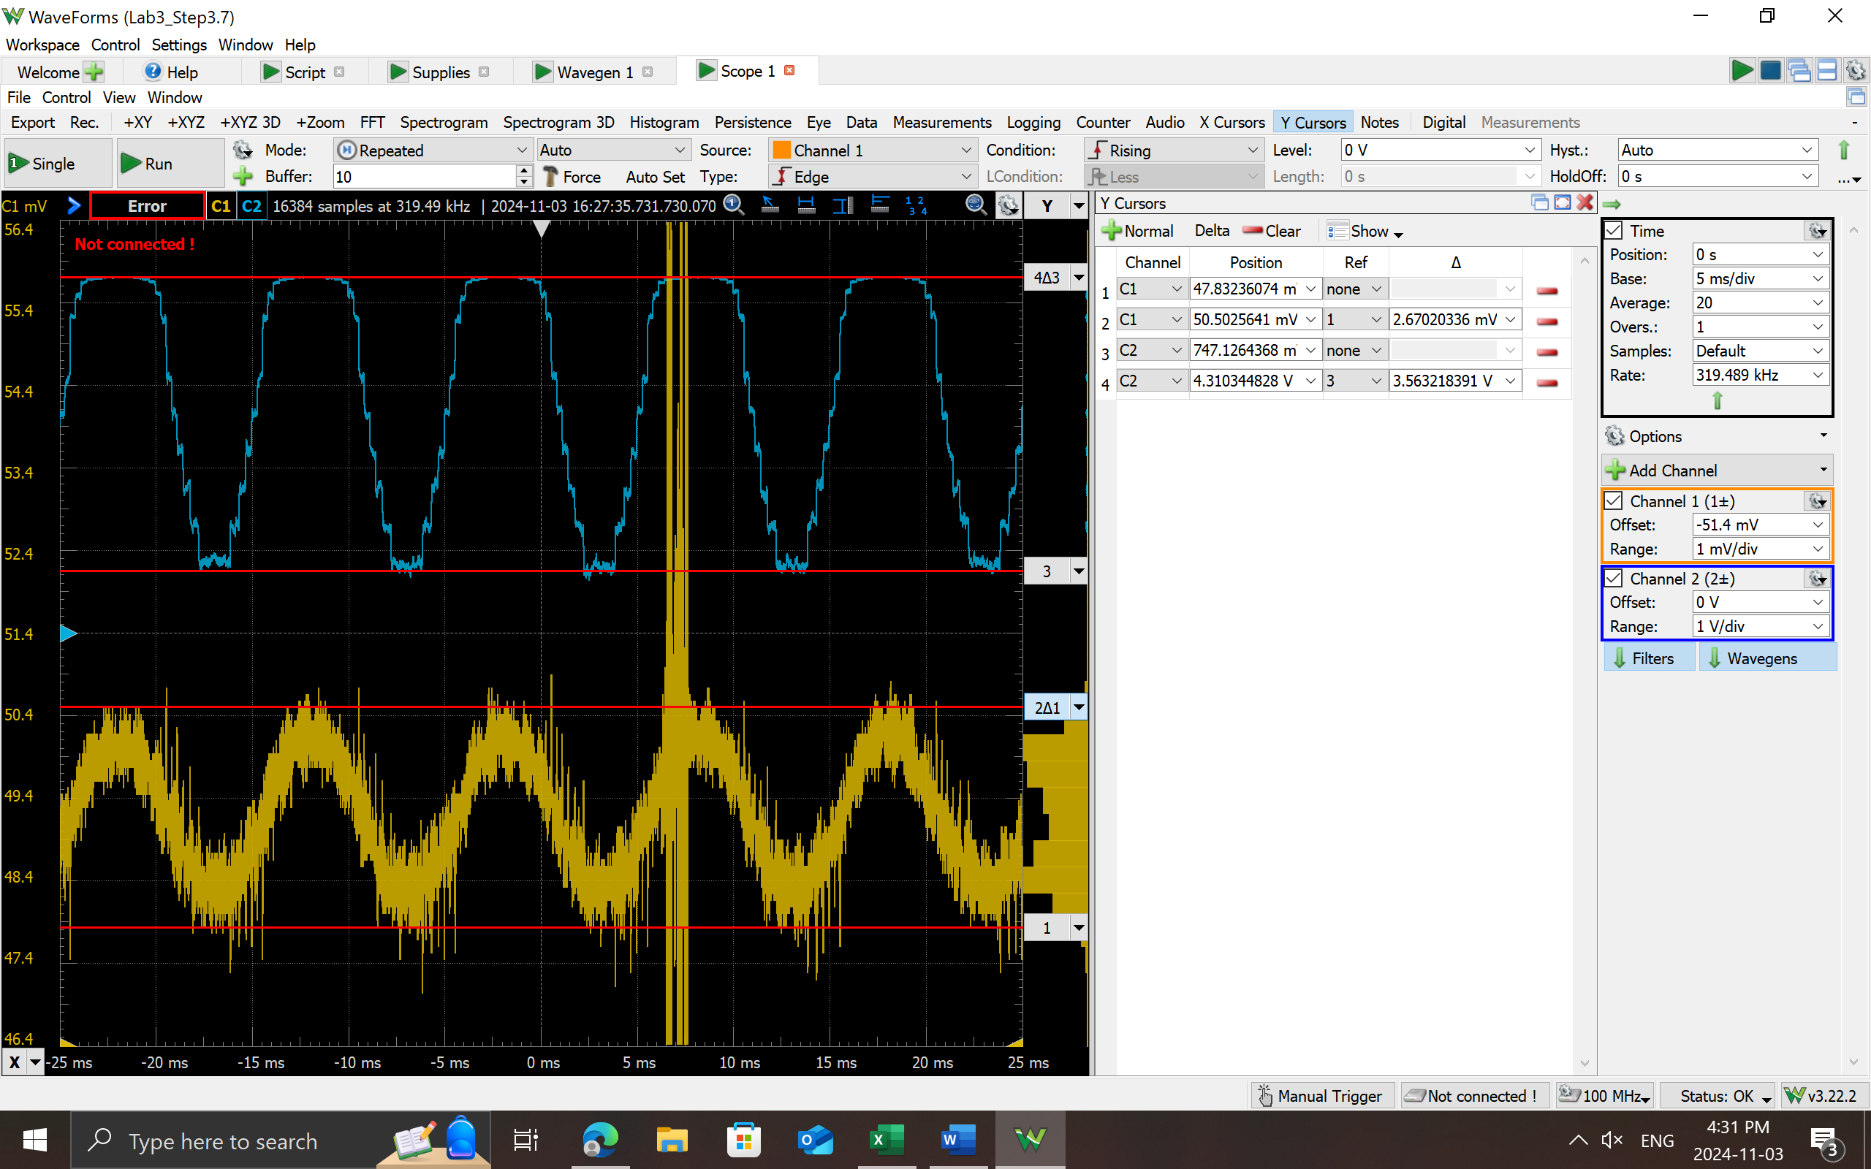 WaveForms (Lab3_Step3.7)
Workspace Control Settings Window Help
Welcome Help Script Supplies Wavegen 1 Scope 1
File Control View Window
Export Rec. +XY +XYZ +XYZ 3D +Zoom FFT Spectrogram Spectrogram 3D Histogram Persistence Eye Data Measurements Logging Counter Audio X Cursors Y Cursors Notes Digital Measurements -
1 Single Run Mode: Repeated Auto Source: Channel 1 Condition: Rising Level: 0 V Hyst.: Auto
Buffer: 10 Force Auto Set Type: Edge LCondition: Less Length: 0 s HoldOff: 0 s ...
C1 mV Error C1 C2 16384 samples at 319.49 kHz | 2024-11-03 16:27:35.731.730.070 1 2 3 4 Y
Not connected !
56.4
55.4
54.4
53.4
52.4
51.4
50.4
49.4
48.4
47.4
46.4
4Δ3
3
2Δ1
1
X -25 ms -20 ms -15 ms -10 ms -5 ms 0 ms 5 ms 10 ms 15 ms 20 ms 25 ms
Y Cursors
Normal Delta Clear Show
Channel Position Ref Δ
1 C1 47.83236074 m none
2 C1 50.5025641 mV 1 2.67020336 mV
3 C2 747.1264368 m none
4 C2 4.310344828 V 3 3.563218391 V
Time
Position: 0 s
Base: 5 ms/div
Average: 20
Overs.: 1
Samples: Default
Rate: 319.489 kHz
Options
Add Channel
Channel 1 (1±)
Offset: -51.4 mV
Range: 1 mV/div
Channel 2 (2±)
Offset: 0 V
Range: 1 V/div
Filters Wavegens
Manual Trigger Not connected ! 100 MHz Status: OK v3.22.2
Type here to search
ENG
4:31 PM
2024-11-03
3